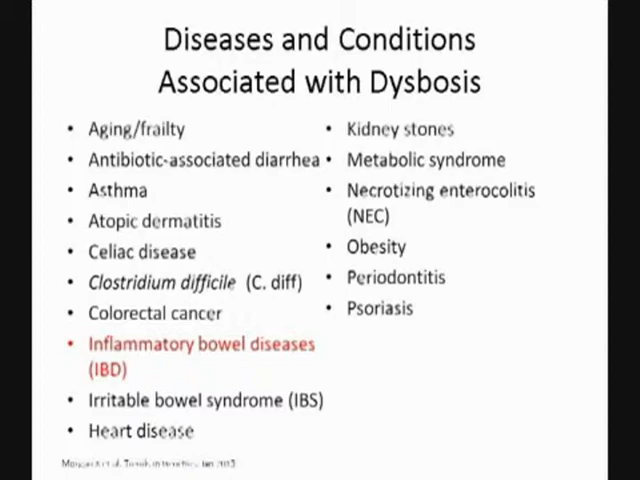 Diseases and Conditions
Associated with Dysbosis
• Aging/frailty
• Antibiotic-associated diarrhea
• Asthma
• Atopic dermatitis
• Celiac disease
• Clostridium difficile (C. diff)
• Colorectal cancer
• Inflammatory bowel diseases
(IBD)
• Irritable bowel syndrome (IBS)
• Heart disease
• Kidney stones
• Metabolic syndrome
• Necrotizing enterocolitis
(NEC)
• Obesity
• Periodontitis
• Psoriasis